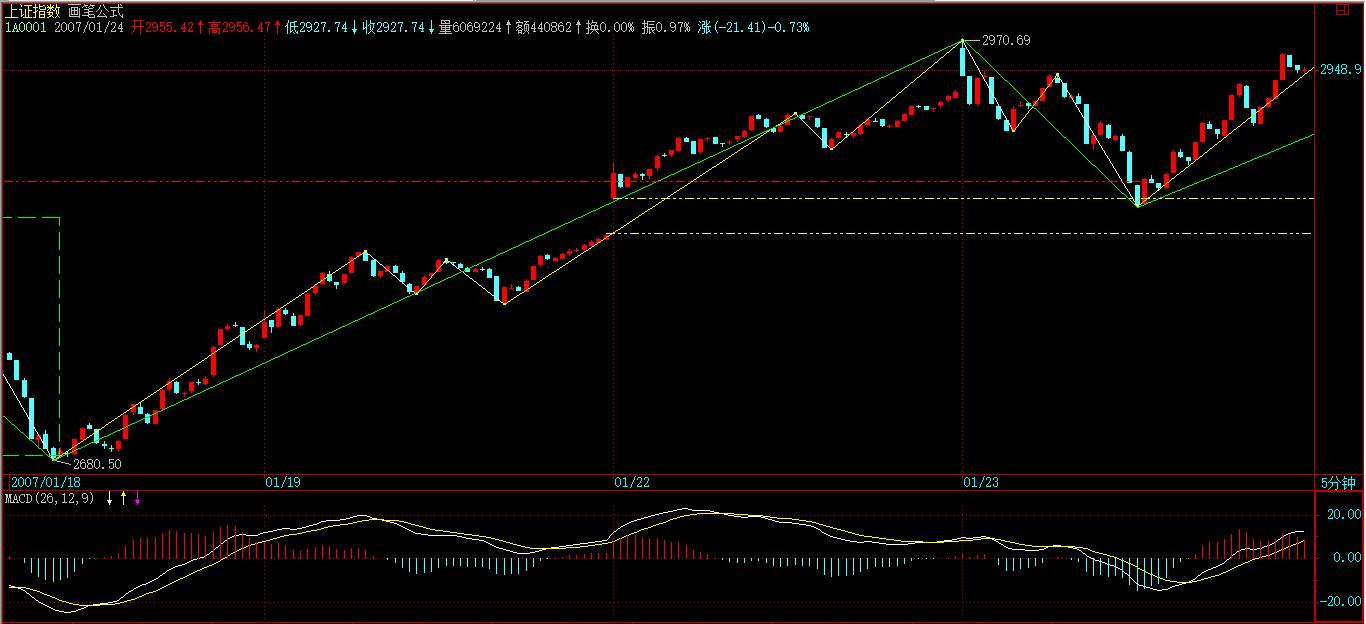 上证指数 画笔公式
1A0001 2007/01/24 开2955.42↑高2956.47↑低2927.74↓收2927.74↓量6069224↑额440862↑换0.00% 振0.97% 涨(-21.41)-0.73%
2970.69
2948.9
2680.50
2007/01/18 01/19 01/22 01/23 5分钟
MACD(26,12,9) ↓ ↑ ↓
20.00
0.00
-20.00